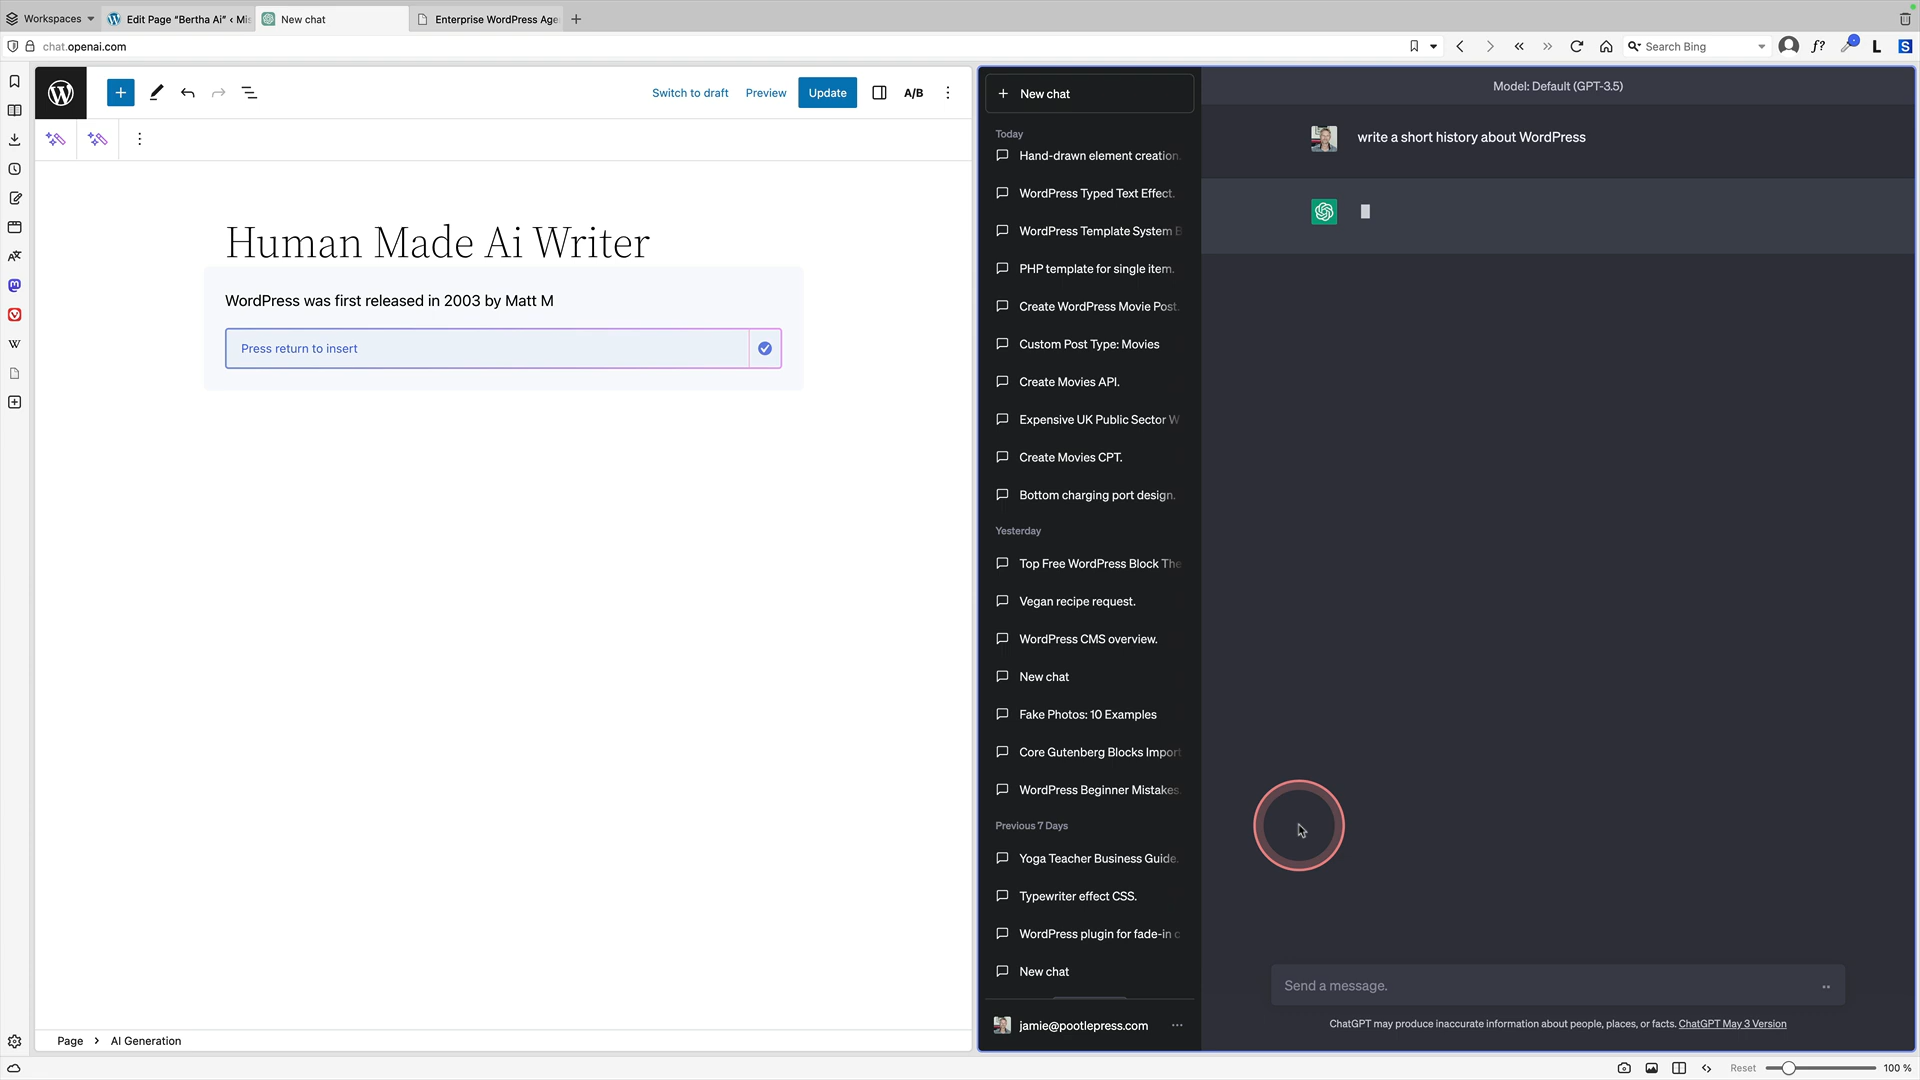 Workspaces
Edit Page “Bertha Ai” ‹ Mis
New chat
Enterprise WordPress Age
chat.openai.com
Search Bing
f?
L
S
Switch to draft
Preview
Update
A/B
Human Made Ai Writer
WordPress was first released in 2003 by Matt M
Press return to insert
Page
AI Generation
New chat
Today
Hand-drawn element creation.
WordPress Typed Text Effect.
WordPress Template System B
PHP template for single item.
Create WordPress Movie Post.
Custom Post Type: Movies
Create Movies API.
Expensive UK Public Sector W
Create Movies CPT.
Bottom charging port design.
Yesterday
Top Free WordPress Block The
Vegan recipe request.
WordPress CMS overview.
New chat
Fake Photos: 10 Examples
Core Gutenberg Blocks Import
WordPress Beginner Mistakes.
Previous 7 Days
Yoga Teacher Business Guide.
Typewriter effect CSS.
WordPress plugin for fade-in c
New chat
jamie@pootlepress.com
Model: Default (GPT-3.5)
write a short history about WordPress
Send a message.
ChatGPT may produce inaccurate information about people, places, or facts. ChatGPT May 3 Version
Reset
100 %